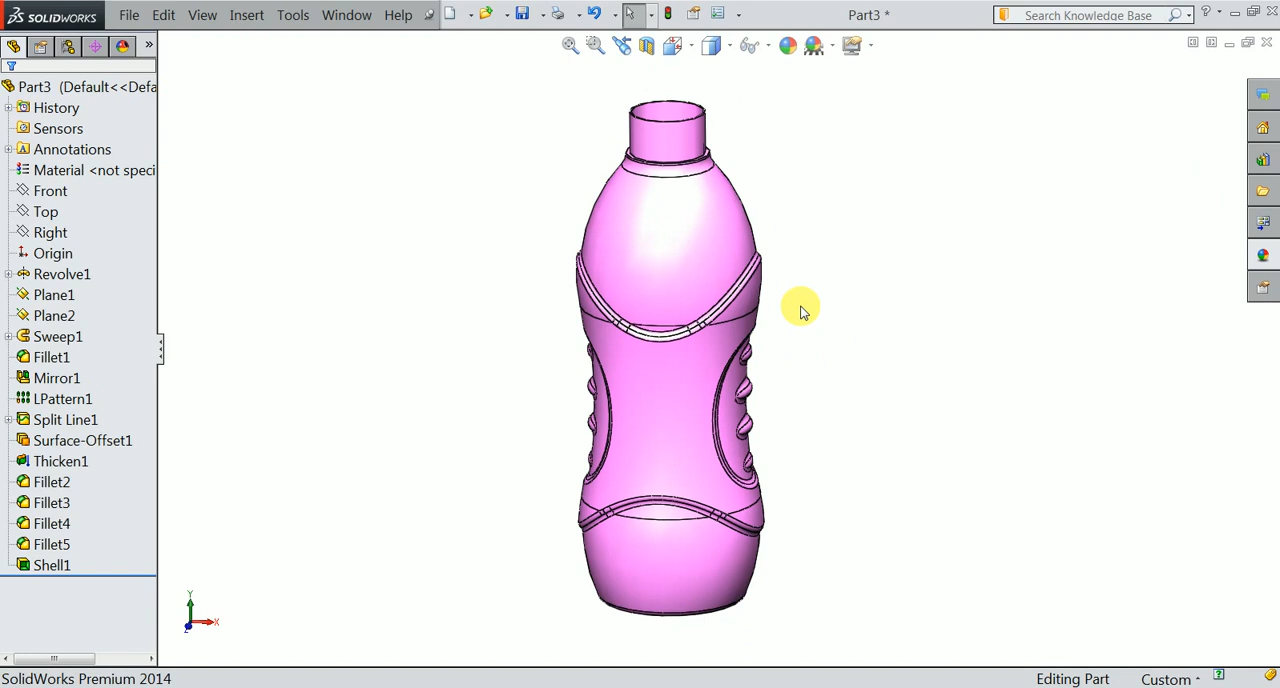 SOLIDWORKS File Edit View Insert Tools Window Help Part3 * Search Knowledge Base ?
Part3 (Default<<Defa
History
Sensors
Annotations
Material <not speci
Front
Top
Right
Origin
Revolve1
Plane1
Plane2
Sweep1
Fillet1
Mirror1
LPattern1
Split Line1
Surface-Offset1
Thicken1
Fillet2
Fillet3
Fillet4
Fillet5
Shell1
Y
X
Z
SolidWorks Premium 2014 Editing Part Custom ?